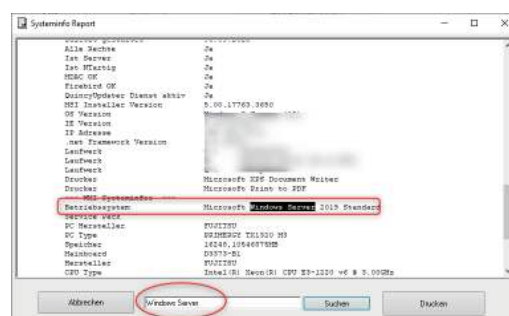 Systeminfo Report
Alle Rechte Ja
Ist Server Ja
Ist NTartig Ja
MDAC OK Ja
Firebird OK Ja
QuincyUpdater Dienst aktiv Ja
MSI Installer Version 5.00.17763.3650
OS Version
IE Version
IP Adresse
.net Framework Version
Laufwerk
Laufwerk
Laufwerk
Drucker Microsoft XPS Document Writer
Drucker Microsoft Print to PDF
Betriebssystem Microsoft Windows Server 2019 Standard
Service Pack
PC Hersteller FUJITSU
PC Type PRIMERGY TX1320 M3
Speicher
Mainboard D3373-B1
Hersteller FUJITSU
CPU Type Intel(R) Xeon(R) CPU E3-1220 v6 @ 3.00GHz
Abbrechen Windows Server Suchen Drucken